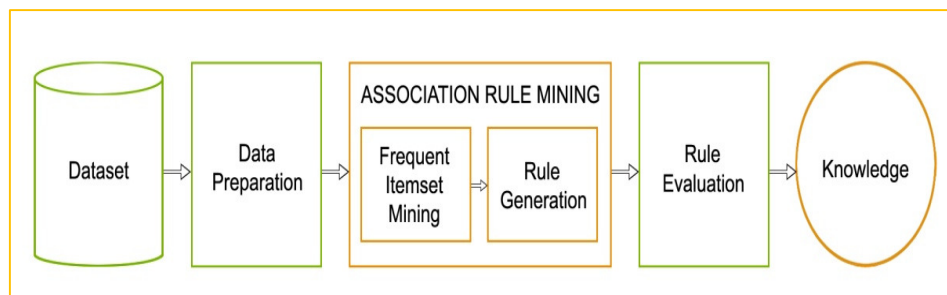 Dataset
Data
Preparation
ASSOCIATION RULE MINING
Frequent
Itemset
Mining
Rule
Generation
Rule
Evaluation
Knowledge